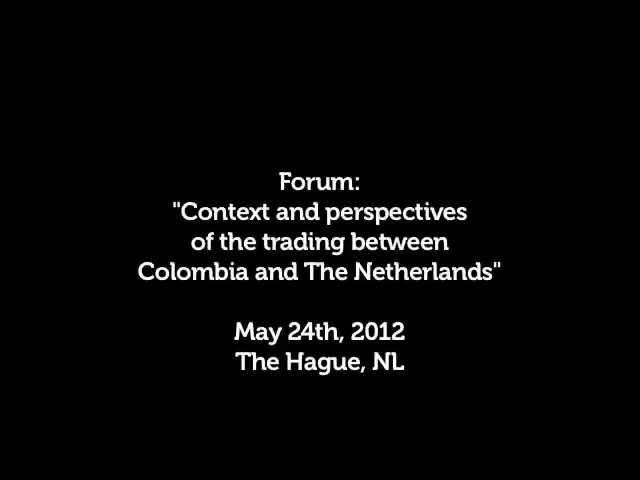 Forum:
"Context and perspectives
of the trading between
Colombia and The Netherlands"
May 24th, 2012
The Hague, NL